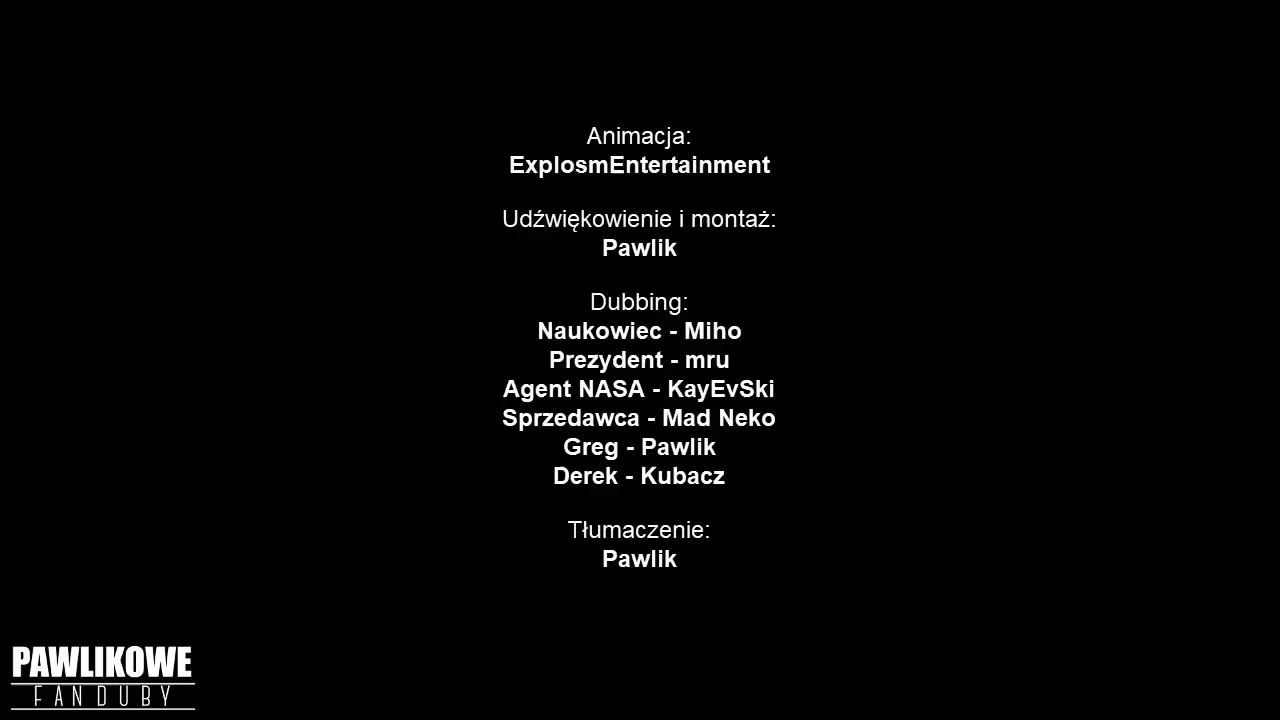 Animacja:
ExplosmEntertainment
Udźwiękowienie i montaż:
Pawlik
Dubbing:
Naukowiec - Miho
Prezydent - mru
Agent NASA - KayEvSki
Sprzedawca - Mad Neko
Greg - Pawlik
Derek - Kubacz
Tłumaczenie:
Pawlik
PAWLIKOWE
FANDUBY